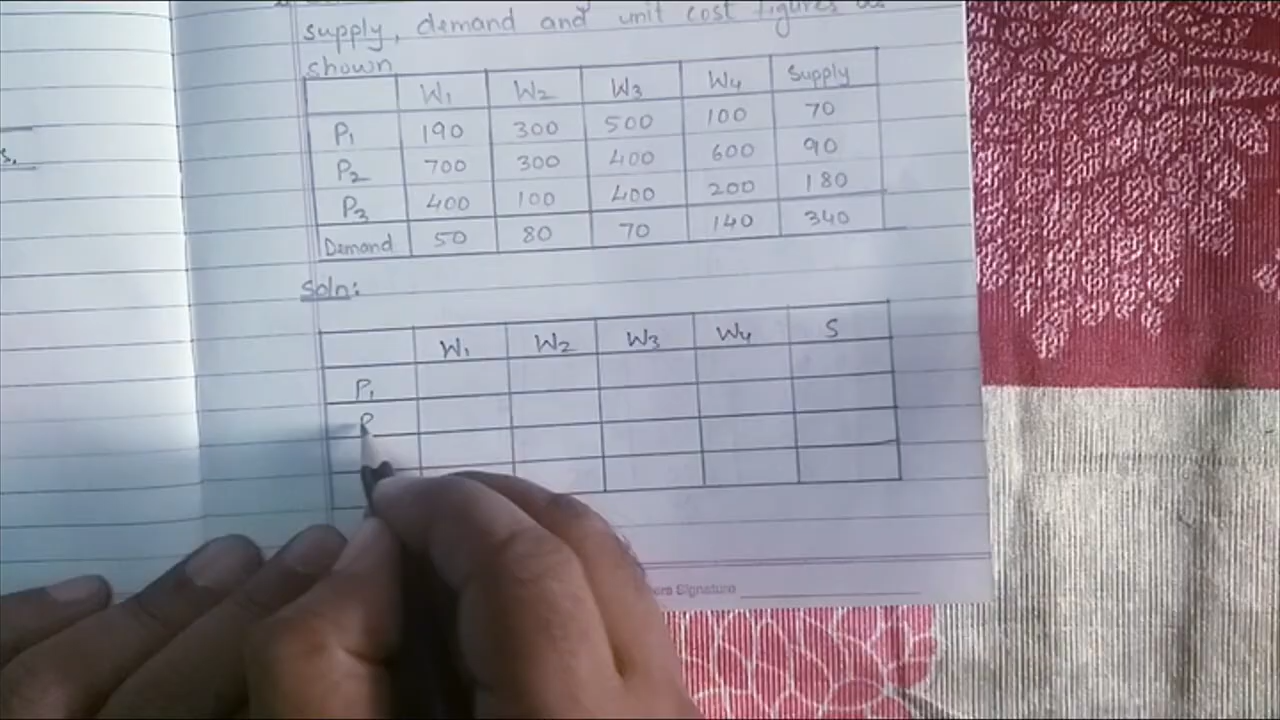 supply, demand and unit cost figures as
shown
W1 W2 W3 W4 Supply
P1 190 300 500 100 70
P2 700 300 400 600 90
P3 400 100 400 200 180
Demand 50 80 70 140 340
Soln:
W1 W2 W3 W4 S
P1
P
Signature
s.